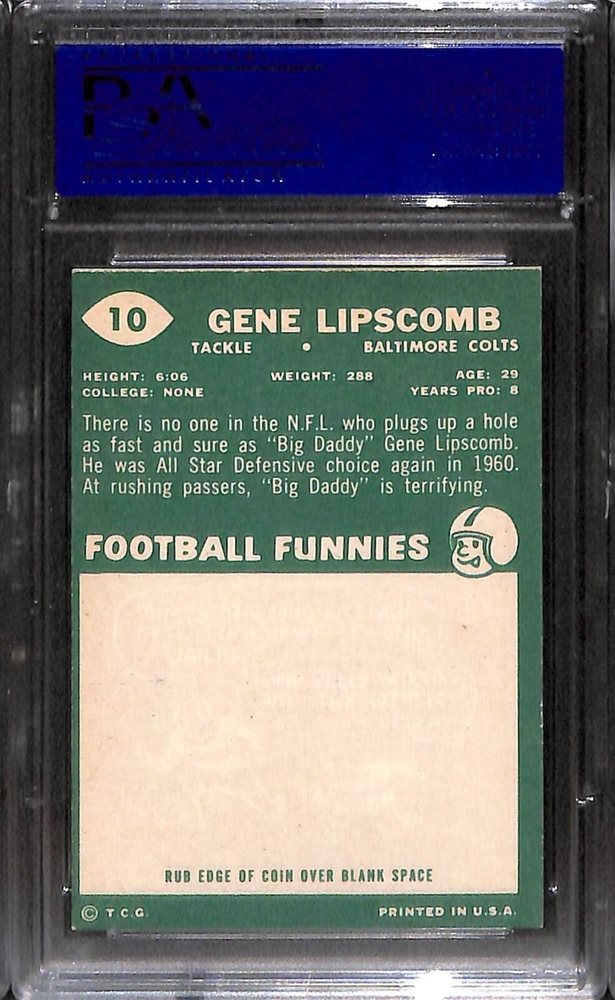 PSA
10
GENE LIPSCOMB
TACKLE • BALTIMORE COLTS
HEIGHT: 6:06 WEIGHT: 288 AGE: 29
COLLEGE: NONE YEARS PRO: 8
There is no one in the N.F.L. who plugs up a hole
as fast and sure as "Big Daddy" Gene Lipscomb.
He was All Star Defensive choice again in 1960.
At rushing passers, "Big Daddy" is terrifying.
FOOTBALL FUNNIES
RUB EDGE OF COIN OVER BLANK SPACE
© T.C.G. PRINTED IN U.S.A.